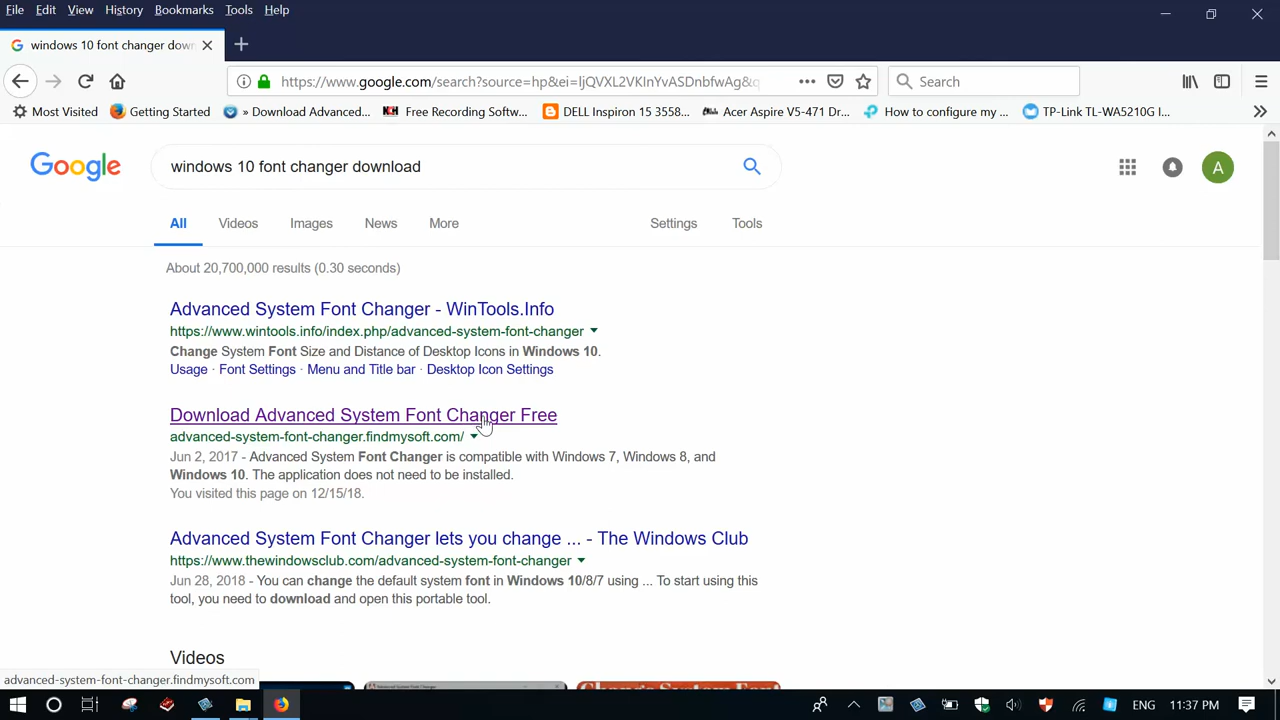 File Edit View History Bookmarks Tools Help
windows 10 font changer down
https://www.google.com/search?source=hp&ei=ljQVXL2VKInYvASDnbfwAg&q
Search
Most Visited Getting Started » Download Advanced... Free Recording Softw... DELL Inspiron 15 3558... Acer Aspire V5-471 Dr... How to configure my ... TP-Link TL-WA5210G I...
Google
windows 10 font changer download
A
All Videos Images News More Settings Tools
About 20,700,000 results (0.30 seconds)
Advanced System Font Changer - WinTools.Info
https://www.wintools.info/index.php/advanced-system-font-changer
Change System Font Size and Distance of Desktop Icons in Windows 10.
Usage · Font Settings · Menu and Title bar · Desktop Icon Settings
Download Advanced System Font Changer Free
advanced-system-font-changer.findmysoft.com/
Jun 2, 2017 - Advanced System Font Changer is compatible with Windows 7, Windows 8, and
Windows 10. The application does not need to be installed.
You visited this page on 12/15/18.
Advanced System Font Changer lets you change ... - The Windows Club
https://www.thewindowsclub.com/advanced-system-font-changer
Jun 28, 2018 - You can change the default system font in Windows 10/8/7 using ... To start using this
tool, you need to download and open this portable tool.
Videos
advanced-system-font-changer.findmysoft.com
ENG 11:37 PM